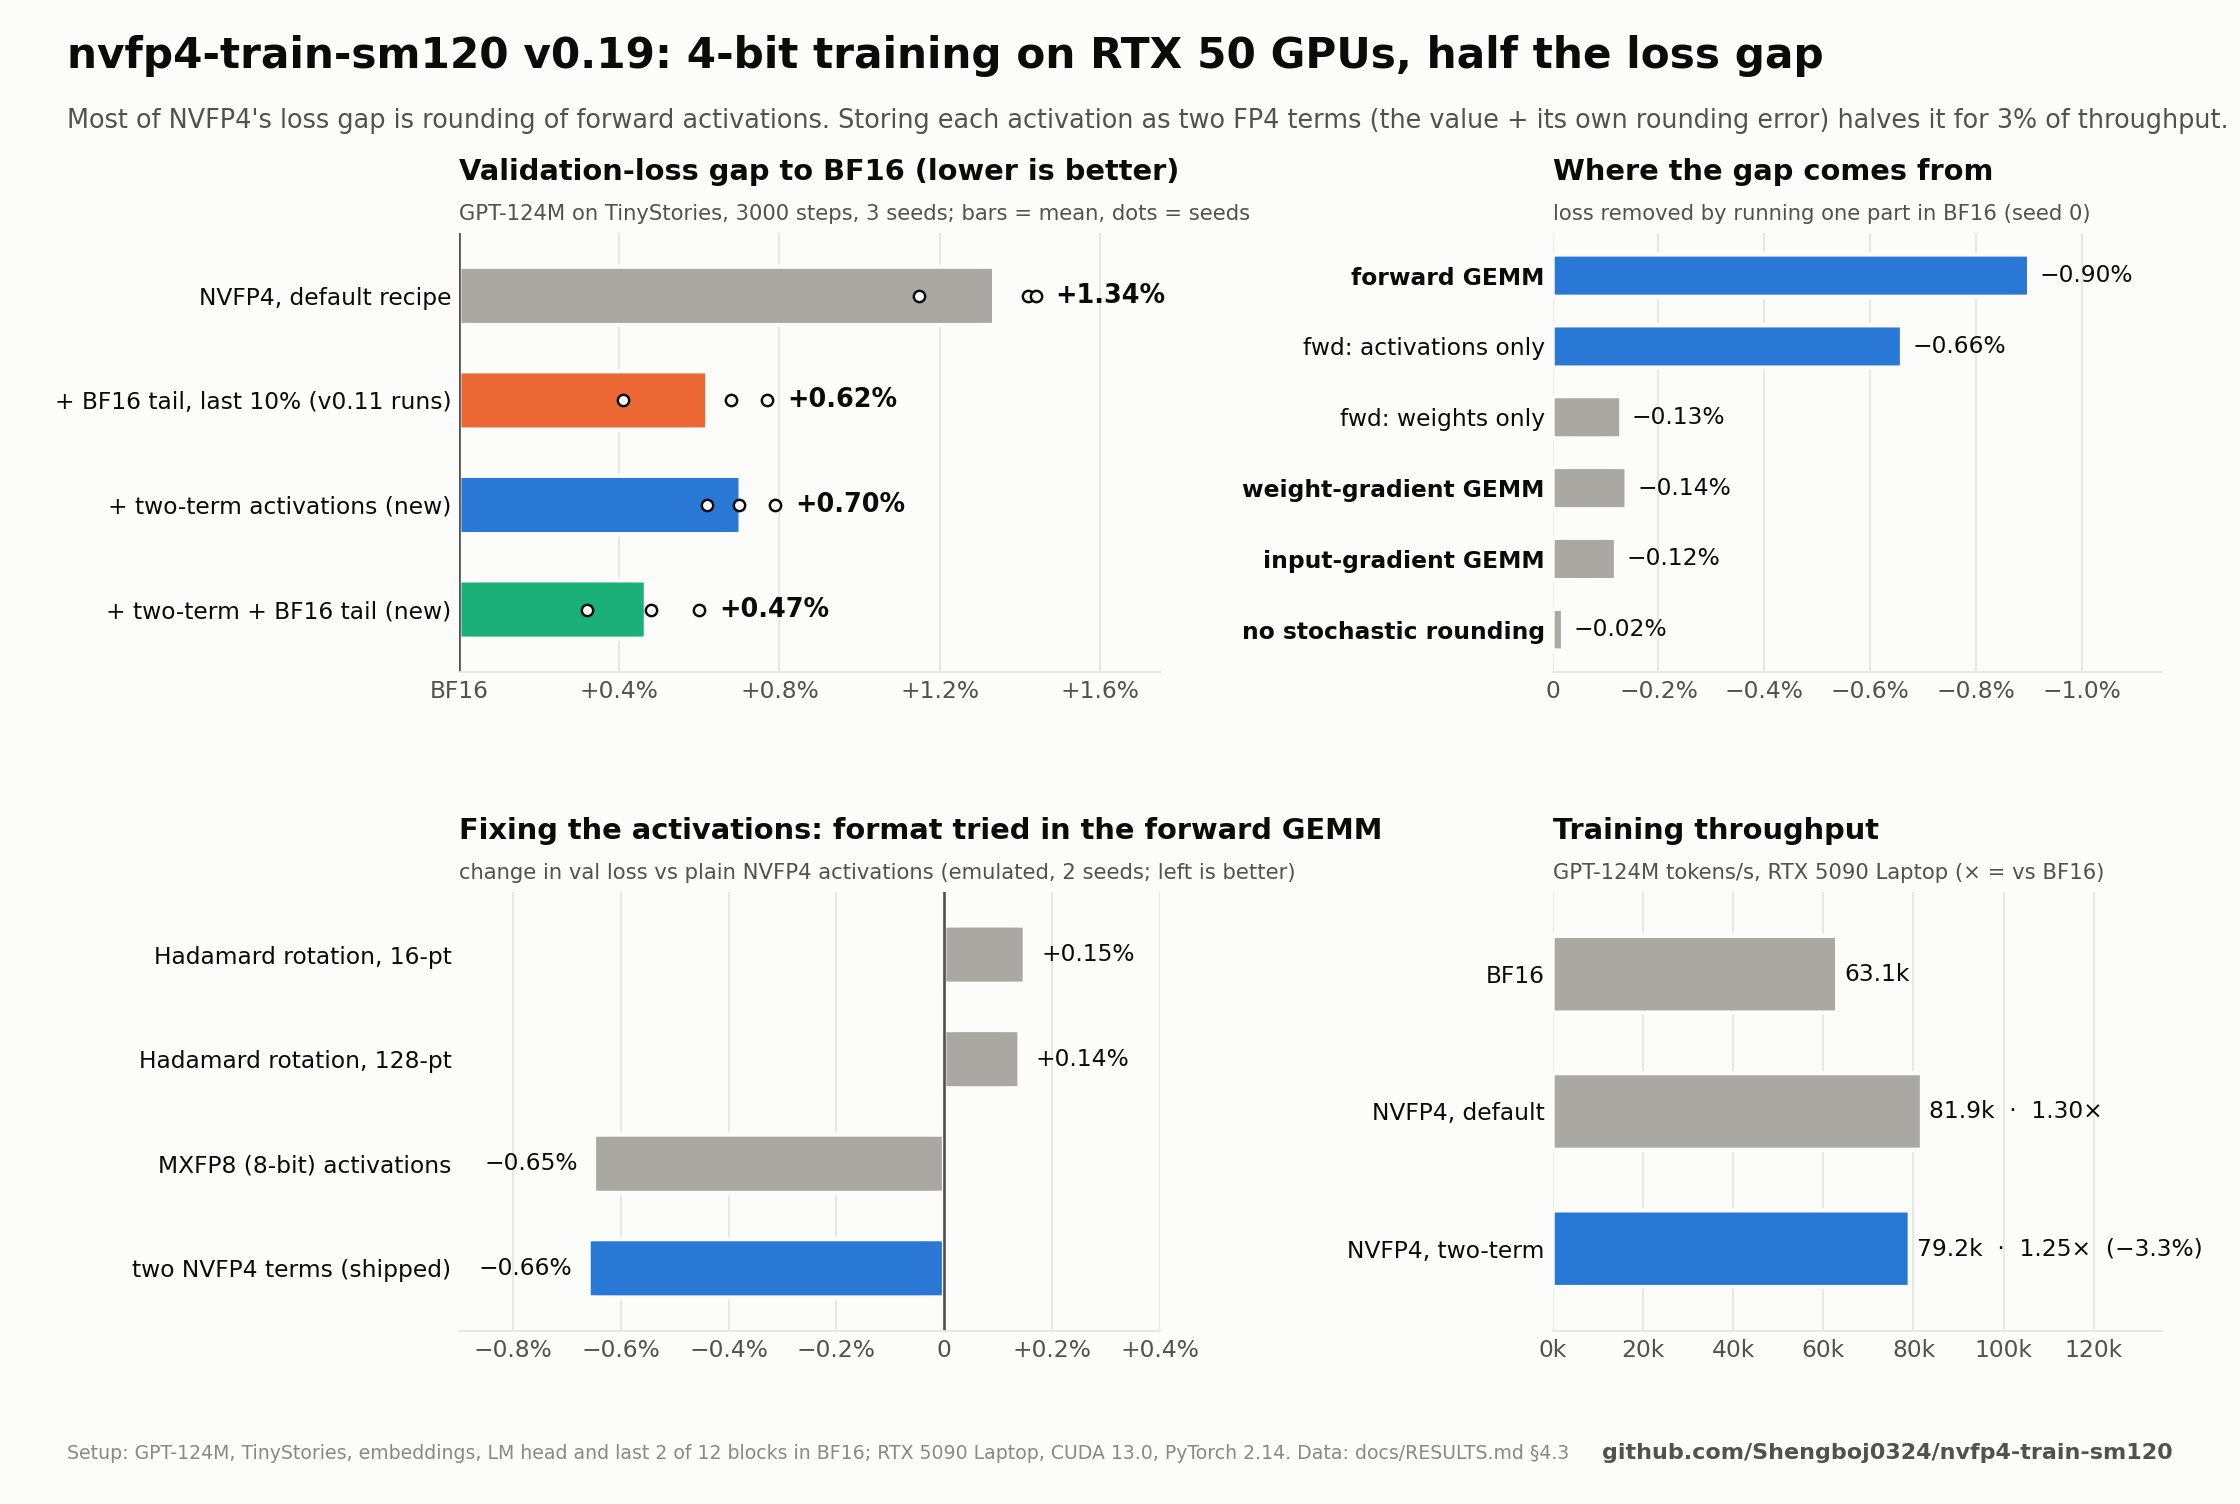 nvfp4-train-sm120 v0.19: 4-bit training on RTX 50 GPUs, half the loss gap
Most of NVFP4's loss gap is rounding of forward activations. Storing each activation as two FP4 terms (the value + its own rounding error) halves it for 3% of throughput.
Validation-loss gap to BF16 (lower is better)
GPT-124M on TinyStories, 3000 steps, 3 seeds; bars = mean, dots = seeds
NVFP4, default recipe
+1.34%
+ BF16 tail, last 10% (v0.11 runs)
+0.62%
+ two-term activations (new)
+0.70%
+ two-term + BF16 tail (new)
+0.47%
BF16
+0.4%
+0.8%
+1.2%
+1.6%
Where the gap comes from
loss removed by running one part in BF16 (seed 0)
forward GEMM
−0.90%
fwd: activations only
−0.66%
fwd: weights only
−0.13%
weight-gradient GEMM
−0.14%
input-gradient GEMM
−0.12%
no stochastic rounding
−0.02%
0
−0.2%
−0.4%
−0.6%
−0.8%
−1.0%
Fixing the activations: format tried in the forward GEMM
change in val loss vs plain NVFP4 activations (emulated, 2 seeds; left is better)
Hadamard rotation, 16-pt
+0.15%
Hadamard rotation, 128-pt
+0.14%
MXFP8 (8-bit) activations
−0.65%
two NVFP4 terms (shipped)
−0.66%
−0.8%
−0.6%
−0.4%
−0.2%
0
+0.2%
+0.4%
Training throughput
GPT-124M tokens/s, RTX 5090 Laptop (× = vs BF16)
BF16
63.1k
NVFP4, default
81.9k · 1.30×
NVFP4, two-term
79.2k · 1.25× (−3.3%)
0k
20k
40k
60k
80k
100k
120k
Setup: GPT-124M, TinyStories, embeddings, LM head and last 2 of 12 blocks in BF16; RTX 5090 Laptop, CUDA 13.0, PyTorch 2.14. Data: docs/RESULTS.md §4.3
github.com/Shengboj0324/nvfp4-train-sm120